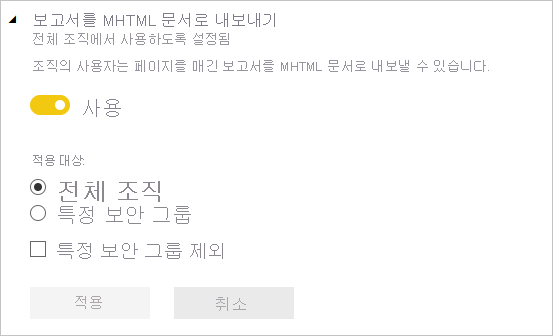 보고서를 MHTML 문서로 내보내기
전체 조직에서 사용하도록 설정됨
조직의 사용자는 페이지를 매긴 보고서를 MHTML 문서로 내보낼 수 있습니다.
사용
적용 대상:
전체 조직
특정 보안 그룹
특정 보안 그룹 제외
적용
취소